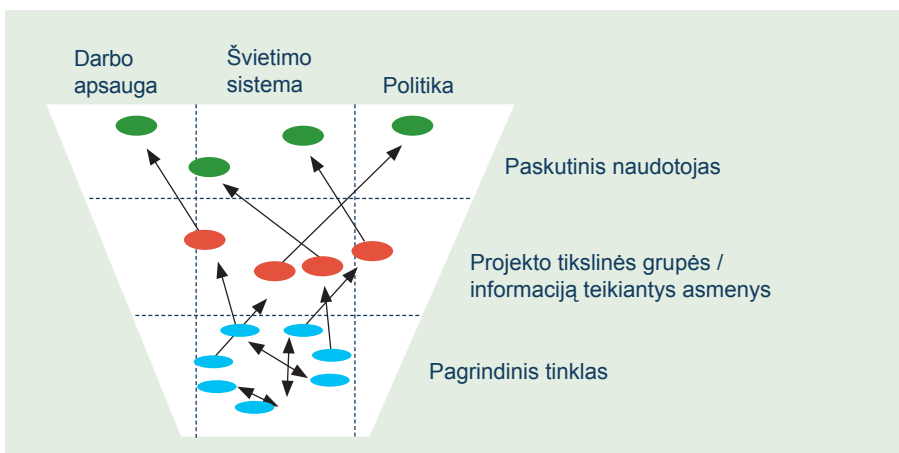 Darbo
apsauga
Švietimo
sistema
Politika
Paskutinis naudotojas
Projekto tikslinės grupės /
informaciją teikiantys asmenys
Pagrindinis tinklas